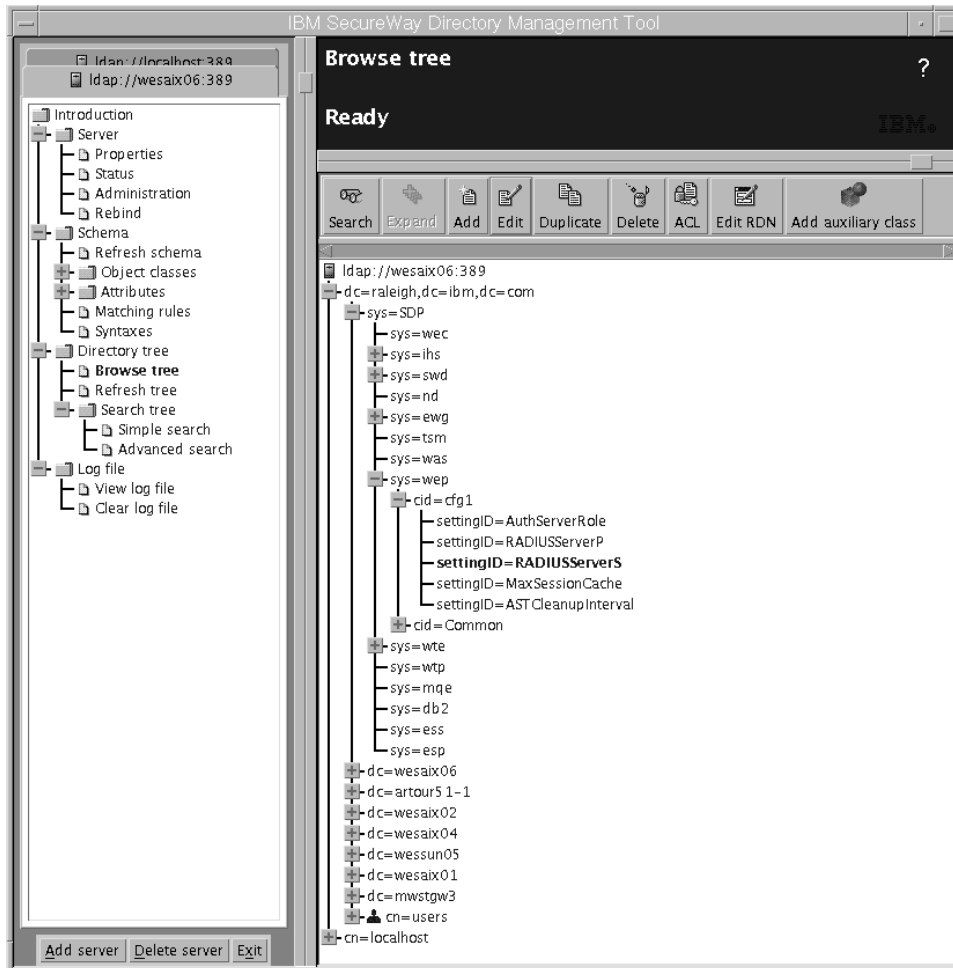 IBM SecureWay Directory Management Tool
ldap://localhost:389
ldap://wesaix06:389
Introduction
Server
Properties
Status
Administration
Rebind
Schema
Refresh schema
Object classes
Attributes
Matching rules
Syntaxes
Directory tree
Browse tree
Refresh tree
Search tree
Simple search
Advanced search
Log file
View log file
Clear log file
Add server Delete server Exit
Browse tree
?
Ready
IBM.
Search Expand Add Edit Duplicate Delete ACL Edit RDN Add auxiliary class
ldap://wesaix06:389
dc=raleigh,dc=ibm,dc=com
sys=SDP
sys=wec
sys=ihs
sys=swd
sys=nd
sys=ewg
sys=tsm
sys=was
sys=wep
cid=cfg1
settingID=AuthServerRole
settingID=RADIUSServerP
settingID=RADIUSServerS
settingID=MaxSessionCache
settingID=ASTCleanupInterval
cid=Common
sys=wte
sys=wtp
sys=mqe
sys=db2
sys=ess
sys=esp
dc=wesaix06
dc=artour51-1
dc=wesaix02
dc=wesaix04
dc=wessun05
dc=wesaix01
dc=mwstgw3
cn=users
cn=localhost